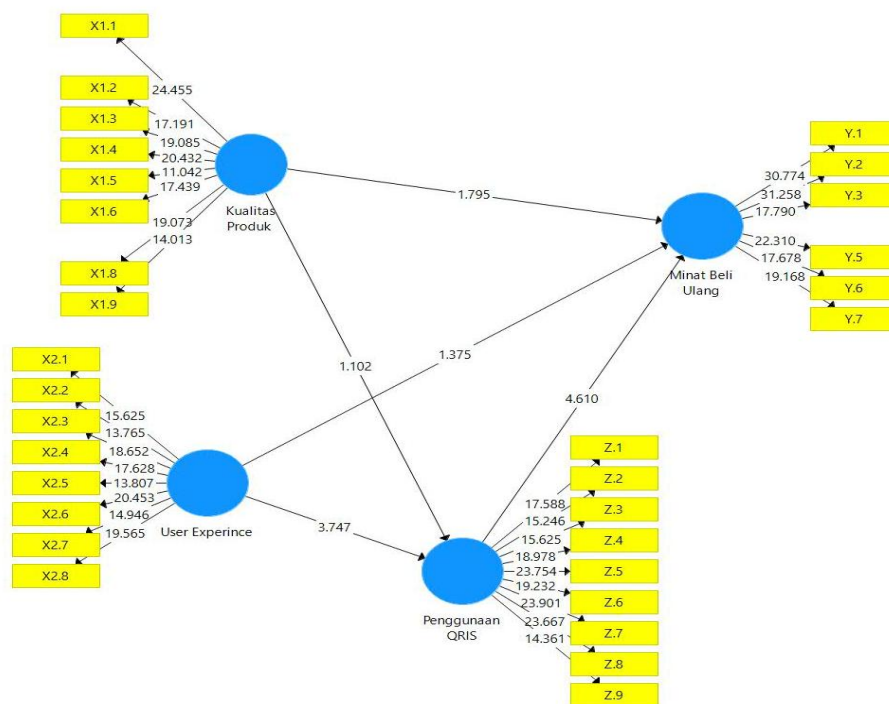 X1.1
24.455
X1.2
17.191
X1.3
19.085
X1.4
20.432
X1.5
11.042
X1.6
17.439
Kualitas
Produk
19.073
14.013
X1.8
X1.9
1.795
Y.1
30.774
Y.2
31.258
Y.3
17.790
22.310
Y.5
17.678
Y.6
19.168
Y.7
Minat Beli
Ulang
1.102
1.375
4.610
X2.1
X2.2
15.625
13.765
X2.3
18.652
X2.4
17.628
X2.5
13.807
20.453
X2.6
14.946
X2.7
19.565
X2.8
User Experince
3.747
Z.1
Z.2
17.588
15.246
Z.3
15.625
Z.4
18.978
23.754
Z.5
19.232
Z.6
23.901
23.667
Z.7
14.361
Z.8
Z.9
Penggunaan
QRIS